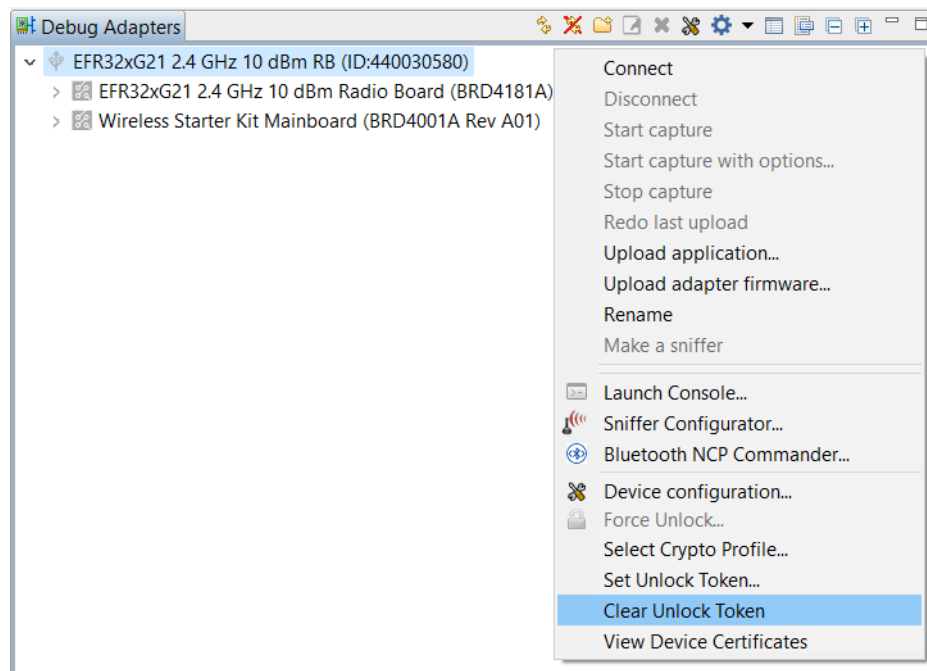 Debug Adapters
EFR32xG21 2.4 GHz 10 dBm RB (ID:440030580)
EFR32xG21 2.4 GHz 10 dBm Radio Board (BRD4181A)
Wireless Starter Kit Mainboard (BRD4001A Rev A01)
Connect
Disconnect
Start capture
Start capture with options...
Stop capture
Redo last upload
Upload application...
Upload adapter firmware...
Rename
Make a sniffer
Launch Console...
Sniffer Configurator...
Bluetooth NCP Commander...
Device configuration...
Force Unlock...
Select Crypto Profile...
Set Unlock Token...
Clear Unlock Token
View Device Certificates